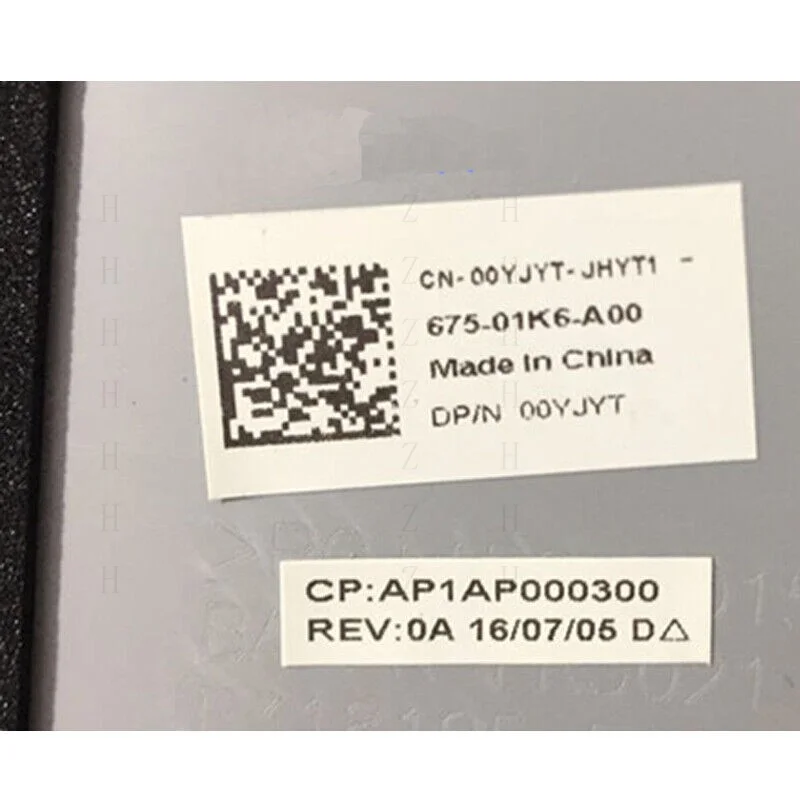 CN-00YJYT-JHYT1 -
675-01K6-A00
Made In China
DP/N 00YJYT
CP:AP1AP000300
REV:0A 16/07/05 D△
H Z H
H Z H
H Z H
H Z H
H Z H
H Z H
H Z H